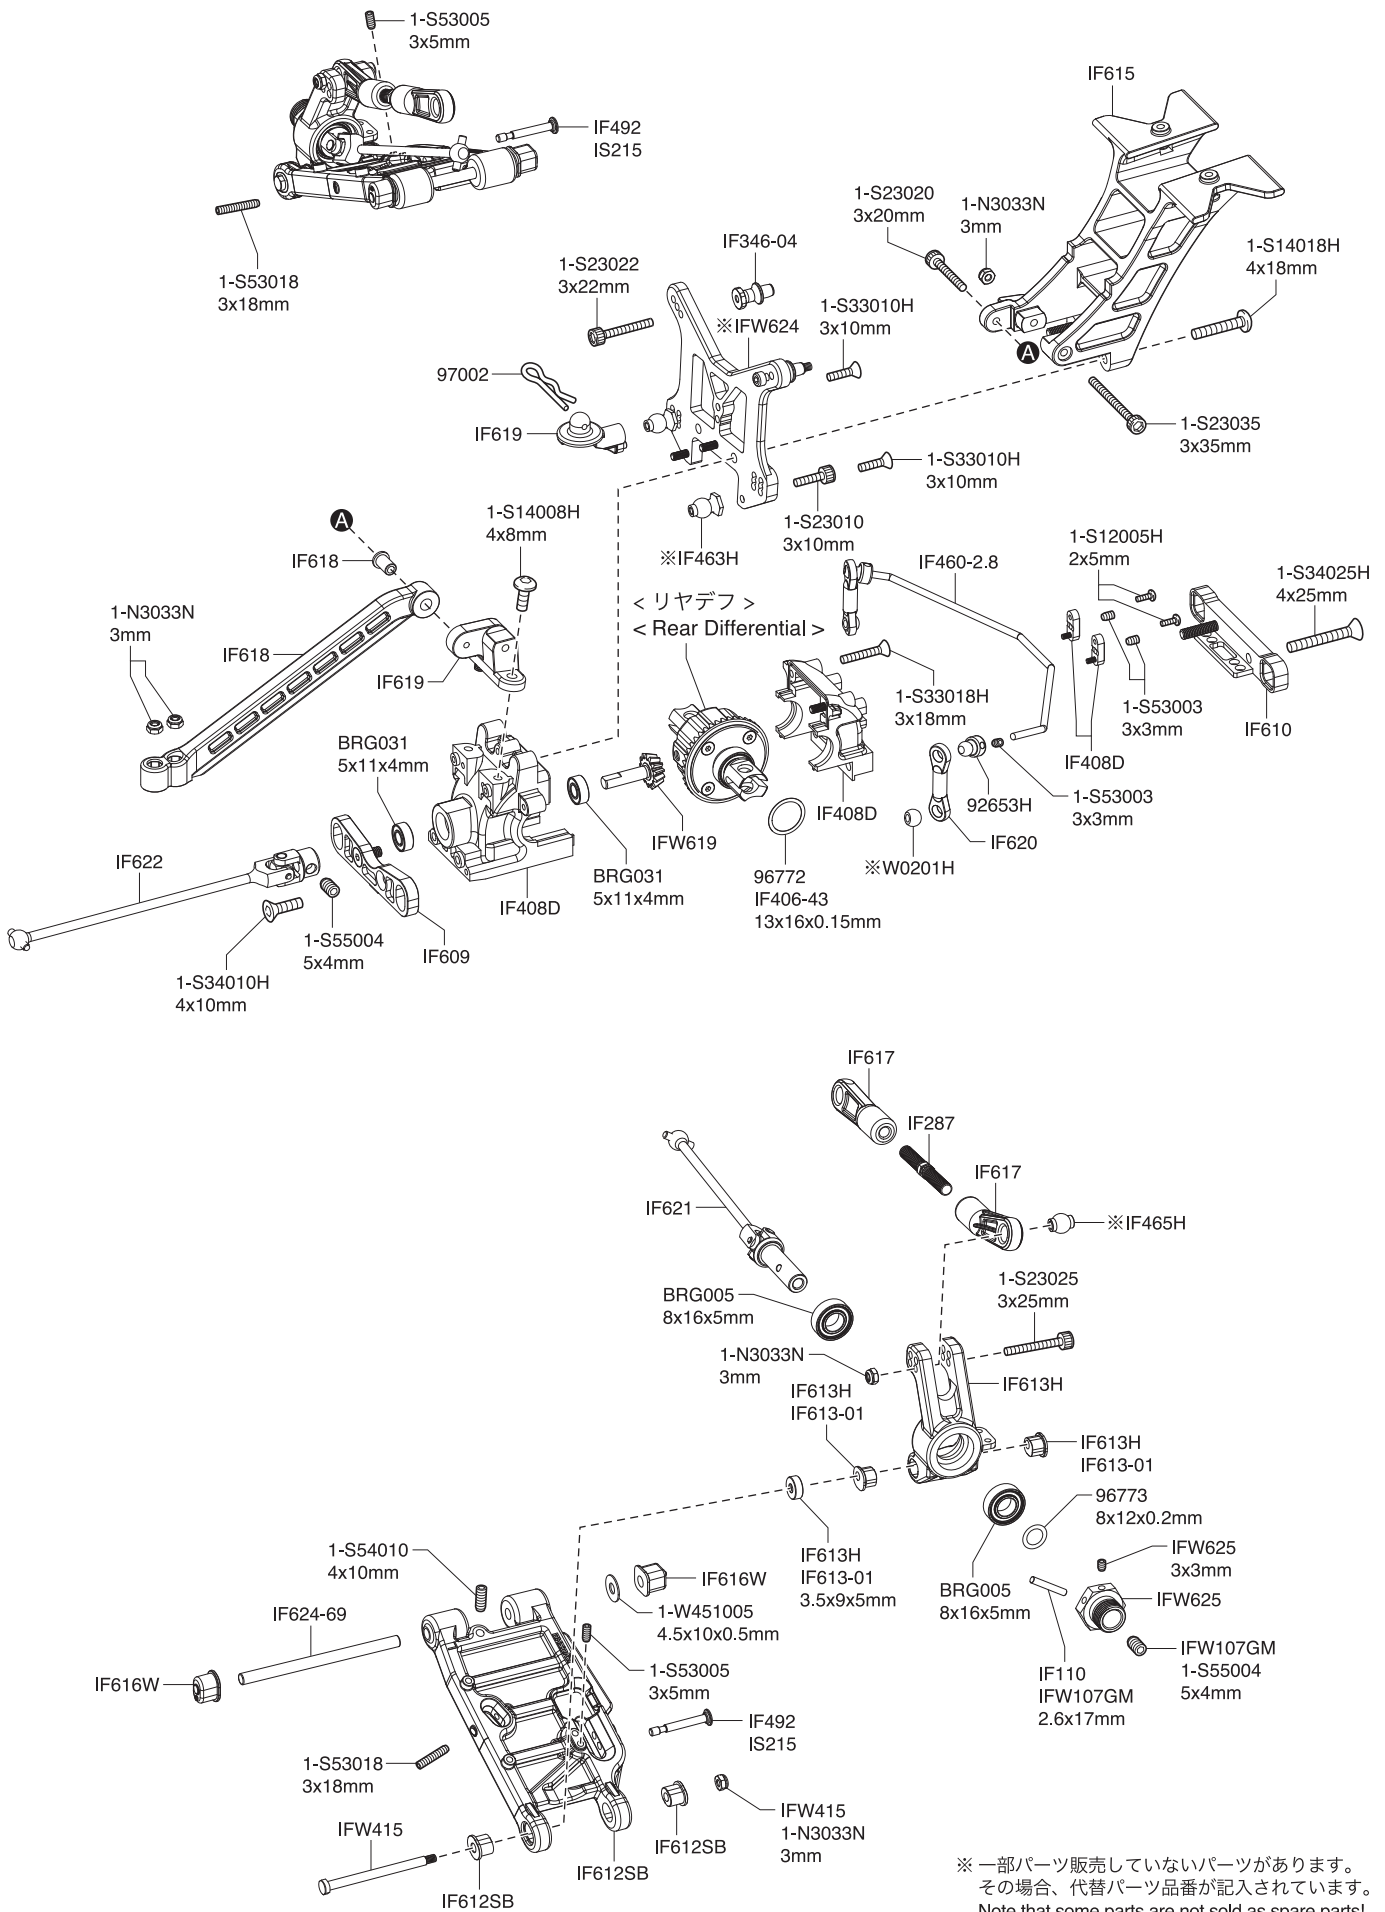 1-S53005
3x5mm
IF492
IS215
1-S53018
3x18mm
IF615
1-S23020
3x20mm
1-N3033N
3mm
1-S14018H
4x18mm
IF346-04
1-S23022
3x22mm
※IFW624
1-S33010H
3x10mm
A
97002
IF619
1-S23035
3x35mm
1-S33010H
3x10mm
1-S23010
3x10mm
※IF463H
A
IF618
1-S14008H
4x8mm
1-N3033N
3mm
IF618
IF619
< リヤデフ >
< Rear Differential >
IF460-2.8
1-S12005H
2x5mm
1-S34025H
4x25mm
1-S33018H
3x18mm
1-S53003
3x3mm
IF610
IF408D
BRG031
5x11x4mm
IFW619
BRG031
5x11x4mm
IF408D
92653H
1-S53003
3x3mm
IF620
※W0201H
96772
IF406-43
13x16x0.15mm
IF622
IF408D
1-S55004
5x4mm
IF609
1-S34010H
4x10mm
IF617
IF287
IF617
IF621
※IF465H
BRG005
8x16x5mm
1-S23025
3x25mm
1-N3033N
3mm
IF613H
IF613H
IF613-01
IF613H
IF613-01
96773
8x12x0.2mm
IF613H
IF613-01
3.5x9x5mm
BRG005
8x16x5mm
IFW625
3x3mm
IFW625
1-S54010
4x10mm
IF616W
1-W451005
4.5x10x0.5mm
IF624-69
IF616W
1-S53005
3x5mm
IF110
IFW107GM
2.6x17mm
IFW107GM
1-S55004
5x4mm
IF492
IS215
1-S53018
3x18mm
IFW415
1-N3033N
3mm
IFW415
IF612SB
IF612SB
IF612SB
※ 一部パーツ販売していないパーツがあります。
その場合、代替パーツ品番が記入されています。
Note that some parts are not sold as spare parts!